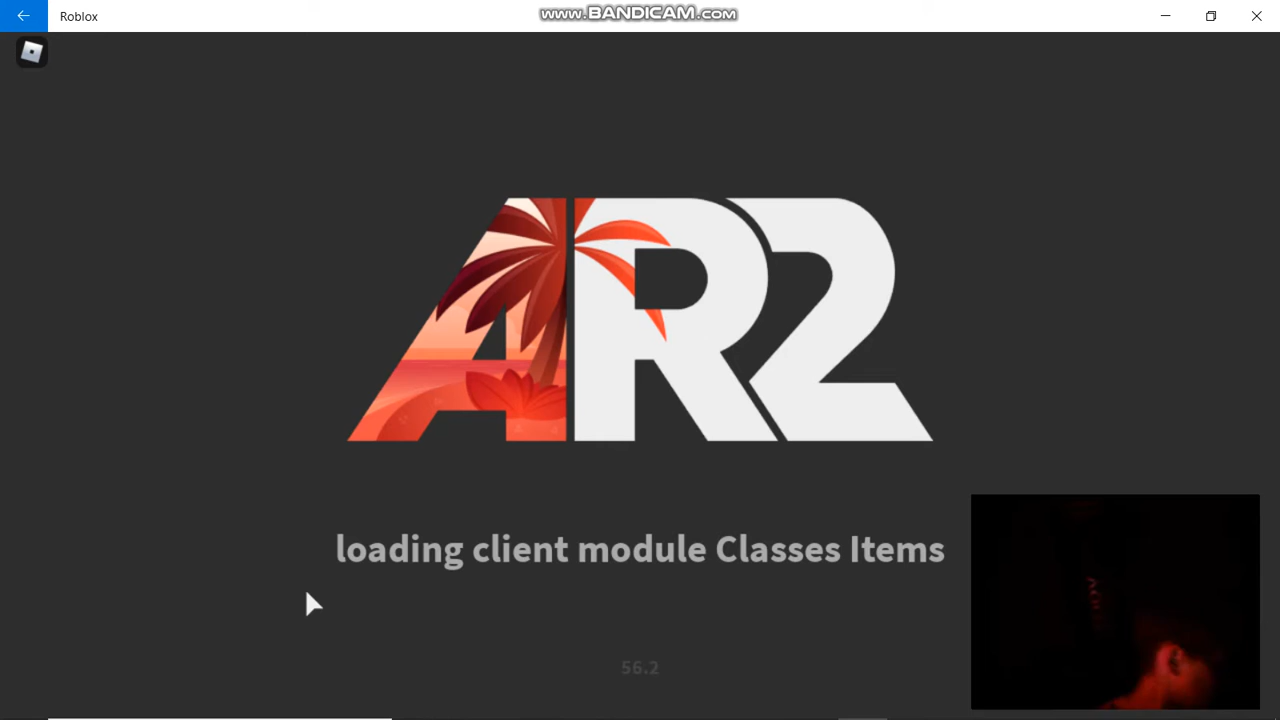 Roblox
www.BANDICAM.com
AR2
loading client module Classes Items
56.2